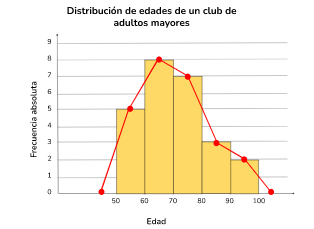 Distribución de edades de un club de
adultos mayores
9
8
7
6
5
4
3
2
1
0
Frecuencia absoluta
50 60 70 80 90 100
Edad